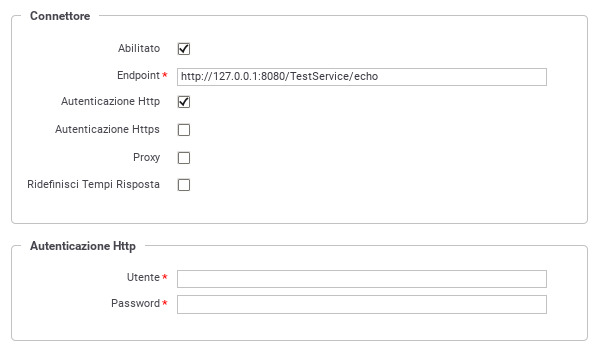 Connettore
Abilitato
Endpoint * http://127.0.0.1:8080/TestService/echo
Autenticazione Http
Autenticazione Https
Proxy
Ridefinisci Tempi Risposta
Autenticazione Http
Utente *
Password *